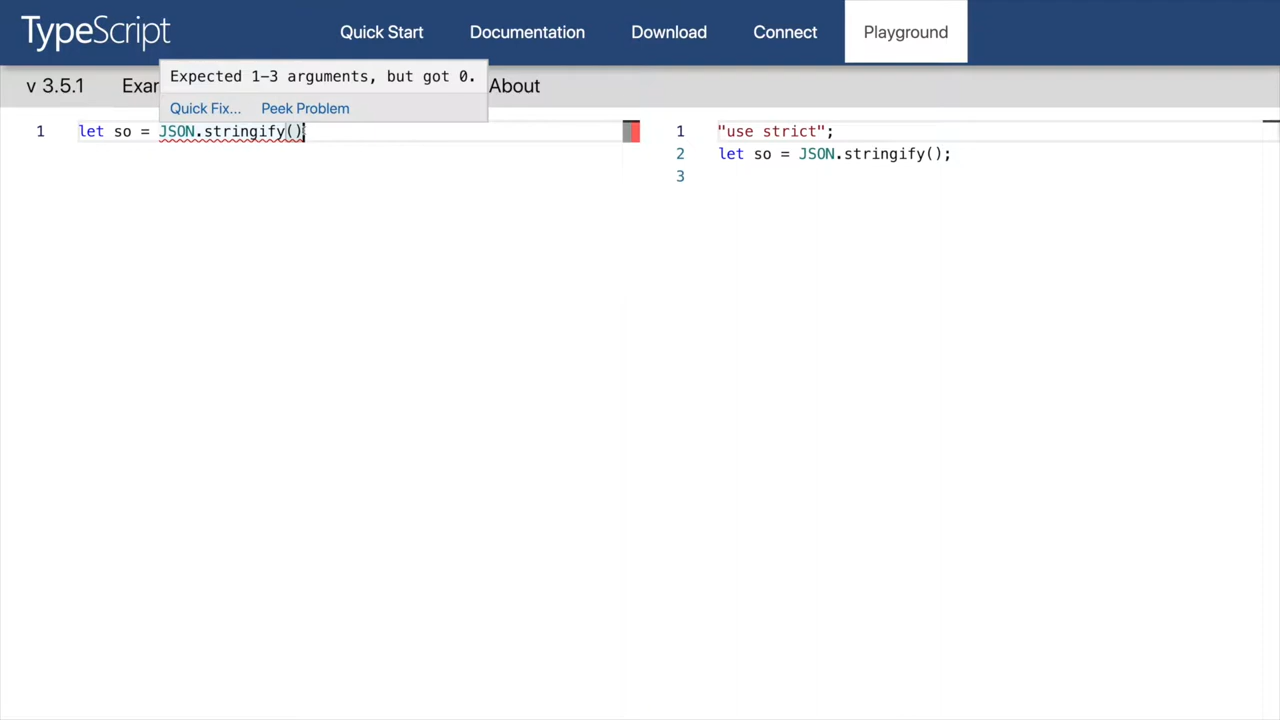 TypeScript Quick Start Documentation Download Connect Playground
Expected 1-3 arguments, but got 0.
v 3.5.1 Exa About
Quick Fix... Peek Problem
1 let so = JSON.stringify()
1 "use strict";
2 let so = JSON.stringify();
3